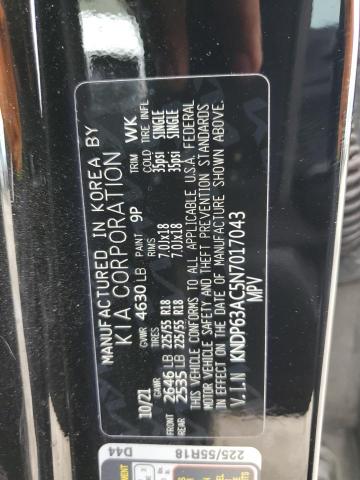 MANUFACTURED IN KOREA BY
KIA CORPORATION
10/21 GVWR 4630 LB PAINT 9P TRIM WK
GAWR RIMS COLD TIRE INFL
FRONT 2646 LB 225/55 R18 7.0JX18 35psi SINGLE
REAR 2535 LB 225/55 R18 7.0JX18 35psi SINGLE
THIS VEHICLE CONFORMS TO ALL APPLICABLE U.S.A. FEDERAL
MOTOR VEHICLE SAFETY AND THEFT PREVENTION STANDARDS
IN EFFECT ON THE DATE OF MANUFACTURE SHOWN ABOVE.
V.I.N KNDP63AC5N7017043
MPV
D44
225/55R18